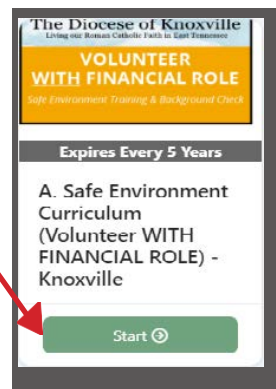 The Diocese of Knoxville
Living our Roman Catholic Faith in East Tennessee
VOLUNTEER
WITH FINANCIAL ROLE
Safe Environment Training & Background Check
Expires Every 5 Years
A. Safe Environment
Curriculum
(Volunteer WITH
FINANCIAL ROLE) -
Knoxville
Start